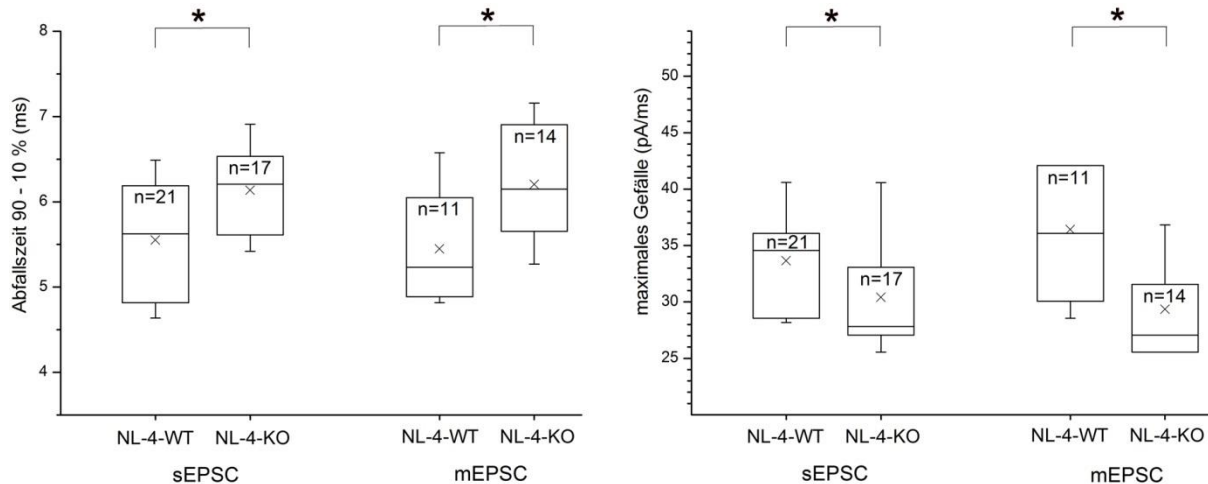 *
*
8
7
6
5
4
Abfallszeit 90 - 10 % (ms)
n=21
n=17
n=11
n=14
NL-4-WT NL-4-KO NL-4-WT NL-4-KO
sEPSC mEPSC
*
*
50
45
40
35
30
25
maximales Gefälle (pA/ms)
n=21
n=17
n=11
n=14
NL-4-WT NL-4-KO NL-4-WT NL-4-KO
sEPSC mEPSC